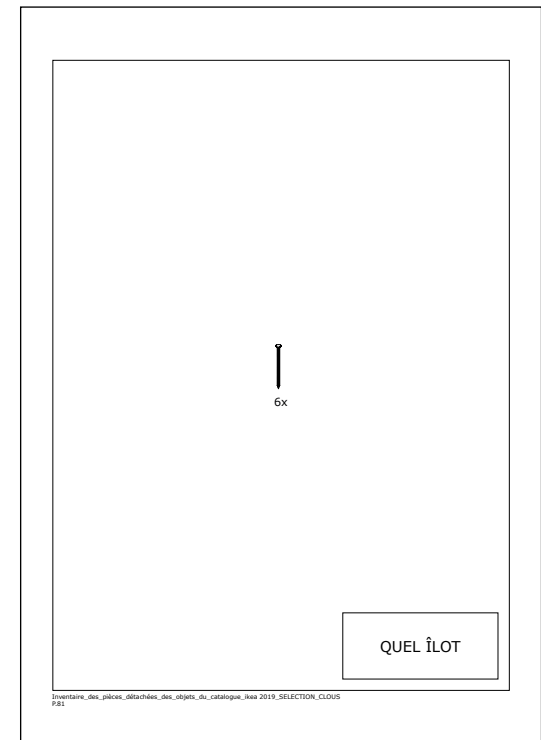 6x
QUEL ÎLOT
Inventaire_des_pièces_détachées_des_objets_du_catalogue_ikea 2019_SELECTION_CLOUS
P.81